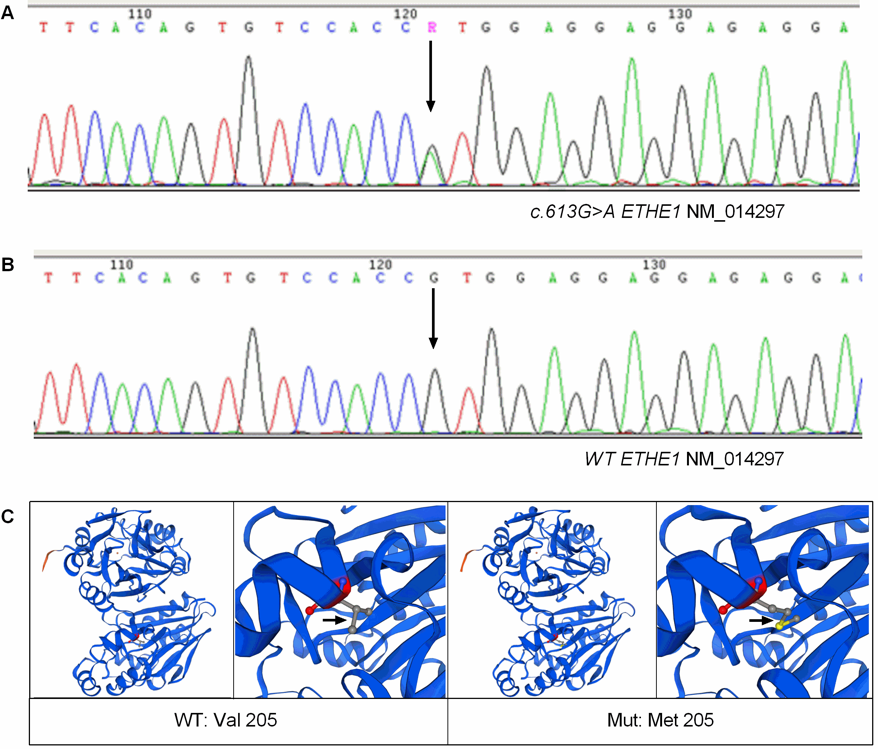 A
110 120 130
T T C A C A G T G T C C A C C R T G G A G G A G G A G A G G A
c.613G>A ETHE1 NM_014297
B
110 120 130
T T C A C A G T G T C C A C C G T G G A G G A G G A G A G G A
WT ETHE1 NM_014297
C
WT: Val 205
Mut: Met 205